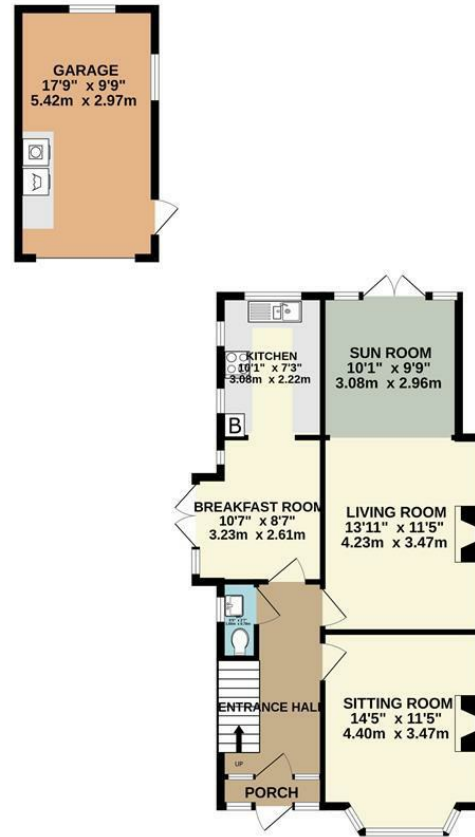 GARAGE
17'9" x 9'9"
5.42m x 2.97m
KITCHEN
10'1" x 7'3"
3.08m x 2.22m
B
SUN ROOM
10'1" x 9'9"
3.08m x 2.96m
BREAKFAST ROOM
10'7" x 8'7"
3.23m x 2.61m
LIVING ROOM
13'11" x 11'5"
4.23m x 3.47m
ENTRANCE HALL
UP
PORCH
SITTING ROOM
14'5" x 11'5"
4.40m x 3.47m